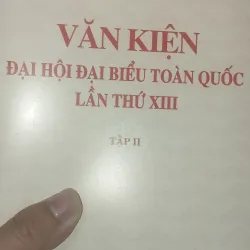 VĂN KIỆN
ĐẠI HỘI ĐẠI BIỂU TOÀN QUỐC
LẦN THỨ XIII
TẬP II